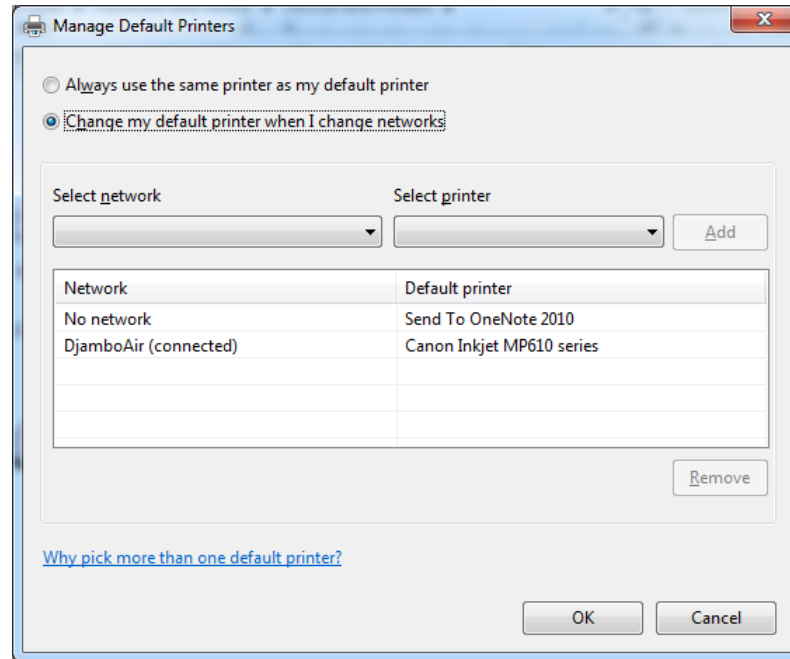 Manage Default Printers
Always use the same printer as my default printer
Change my default printer when I change networks
Select network Select printer
Add
Network Default printer
No network Send To OneNote 2010
DjamboAir (connected) Canon Inkjet MP610 series
Remove
Why pick more than one default printer?
OK Cancel